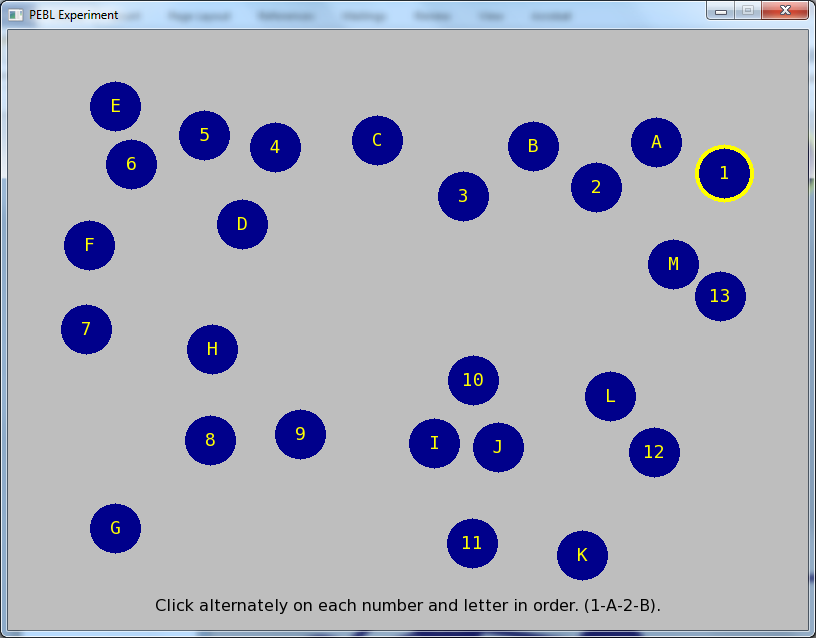 PEBL Experiment
E
5
4
C
B
A
6
1
2
3
D
F
M
13
7
H
10
L
8
9
I
J
12
G
11
K
Click alternately on each number and letter in order. (1-A-2-B).